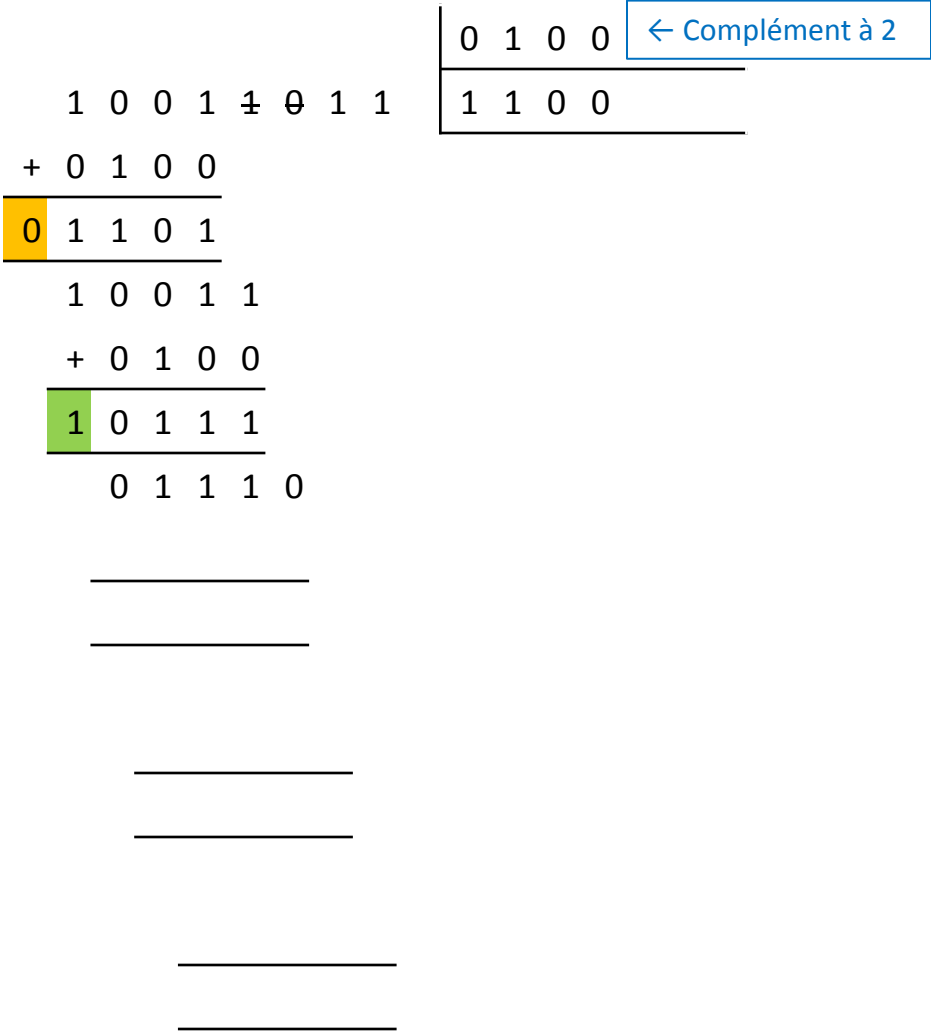 0 1 0 0 ← Complément à 2
1 0 0 1 1 0 1 1 1 1 0 0
+ 0 1 0 0
0 1 1 0 1
1 0 0 1 1
+ 0 1 0 0
1 0 1 1 1
0 1 1 1 0